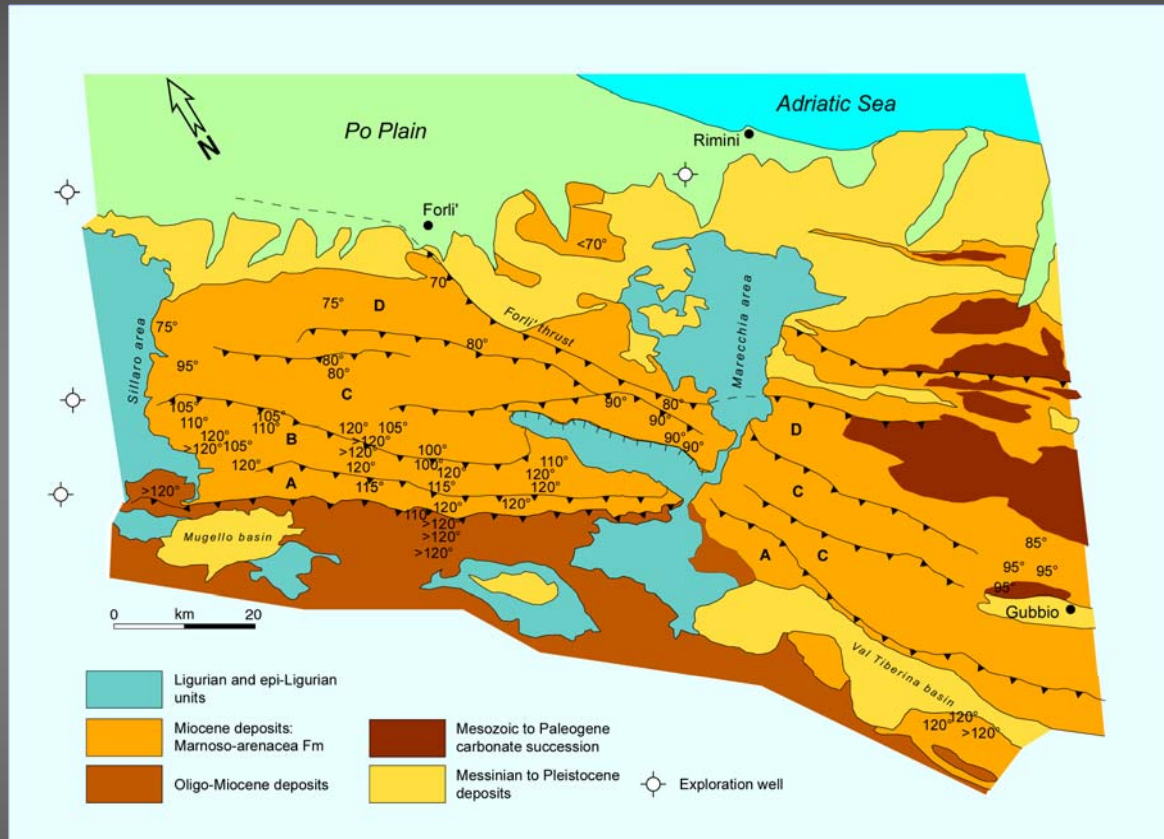 Adriatic Sea
Po Plain
N
Rimini
Forli'
<70°
70°
75°
D
75°
Forli' thrust
80°
Sillaro area
Marecchia area
95°
80°
80°
C
90°
80°
105°
110°
105°
110°
120°
105°
90°
D
120°
>120°
105°
B
>120°
>120°
100°
90°
90°
120°
120°
100°
120°
110°
120°
A
115°
115°
120°
C
>120°
120°
120°
110°
>120
>120°
>120°
Mugello basin
A
C
85°
95°
95°
95°
Gubbio
0
km
20
Val Tiberina basin
120°
120°
>120°
Ligurian and epi-Ligurian
units
Miocene deposits:
Marnoso-arenacea Fm
Oligo-Miocene deposits
Mesozoic to Paleogene
carbonate succession
Messinian to Pleistocene
deposits
Exploration well